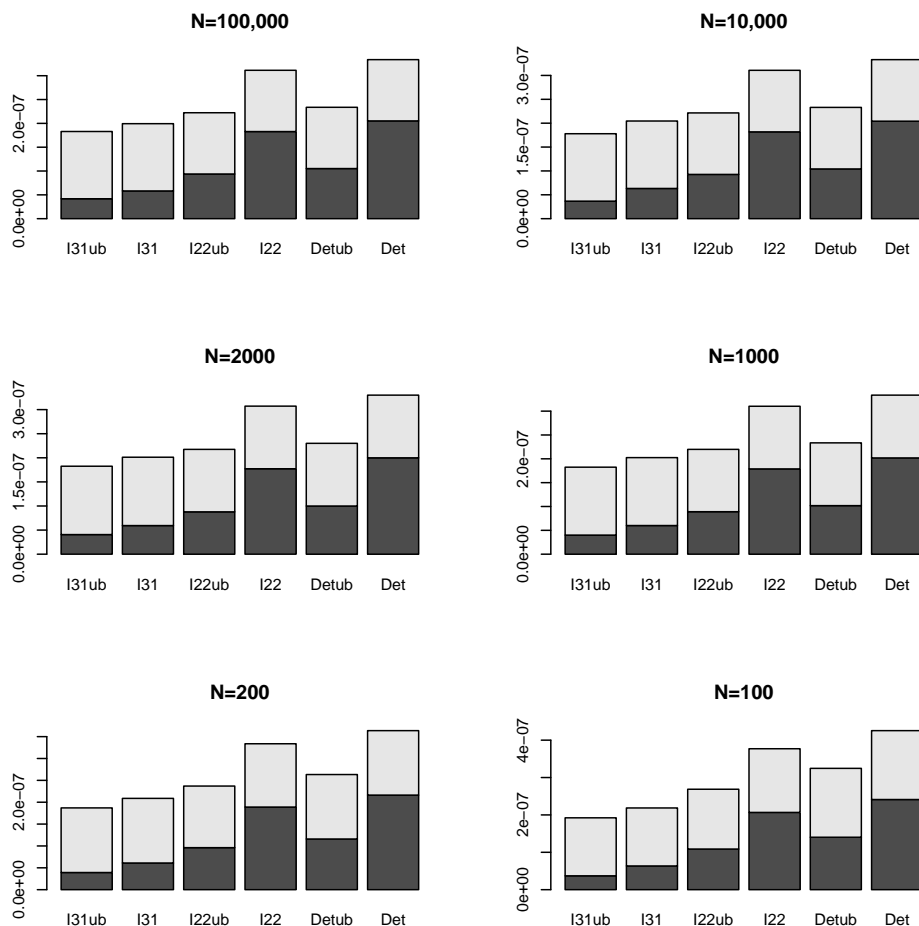 N=100,000
2.0e−07
0.0e+00
I31ub I31 I22ub I22 Detub Det
N=10,000
3.0e−07
1.5e−07
0.0e+00
I31ub I31 I22ub I22 Detub Det
N=2000
3.0e−07
1.5e−07
0.0e+00
I31ub I31 I22ub I22 Detub Det
N=1000
2.0e−07
0.0e+00
I31ub I31 I22ub I22 Detub Det
N=200
2.0e−07
0.0e+00
I31ub I31 I22ub I22 Detub Det
N=100
4e−07
2e−07
0e+00
I31ub I31 I22ub I22 Detub Det